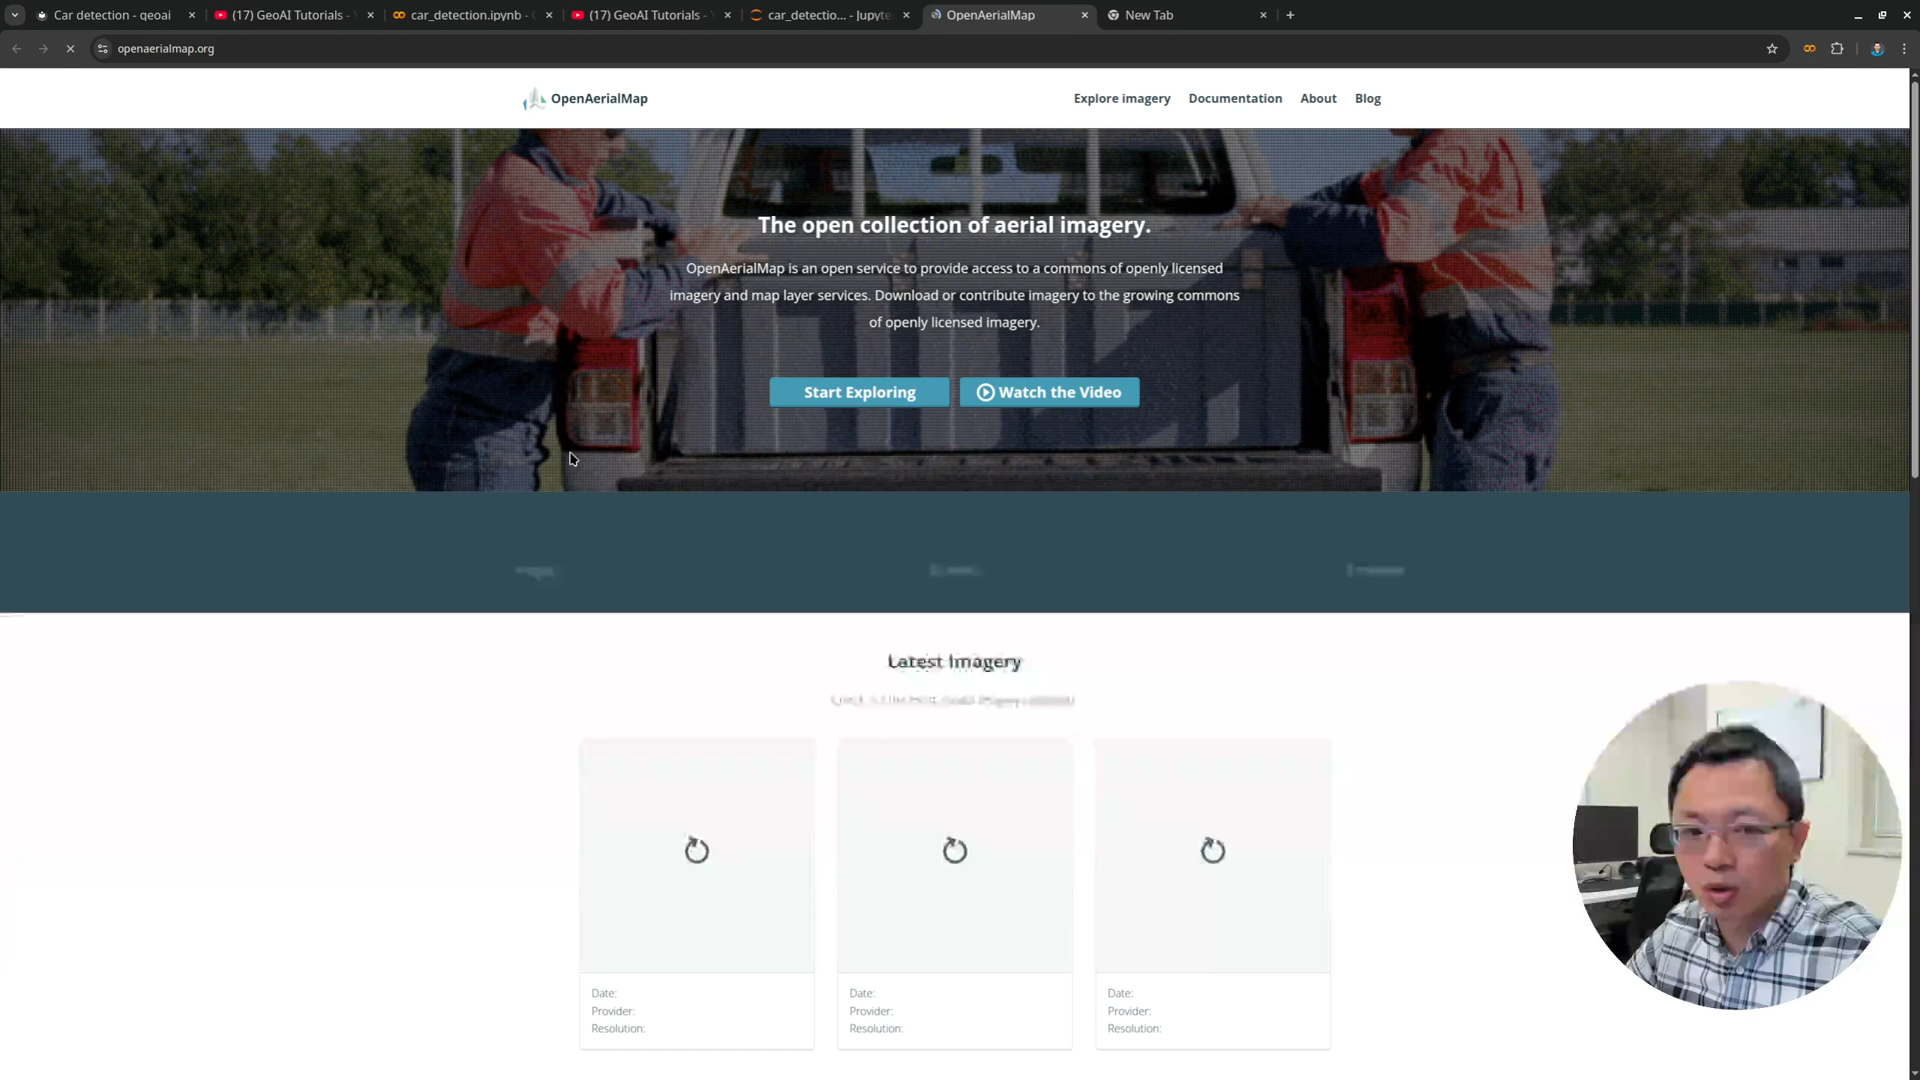 Car detection - geoai
(17) GeoAI Tutorials -
car_detection.ipynb -
(17) GeoAI Tutorials -
car_detectio... - Jupyte
OpenAerialMap
New Tab
openaerialmap.org
OpenAerialMap
Explore imagery
Documentation
About
Blog
The open collection of aerial imagery.
OpenAerialMap is an open service to provide access to a commons of openly licensed
imagery and map layer services. Download or contribute imagery to the growing commons
of openly licensed imagery.
Start Exploring
Watch the Video
Latest Imagery
Date:
Provider:
Resolution:
Date:
Provider:
Resolution:
Date:
Provider:
Resolution: